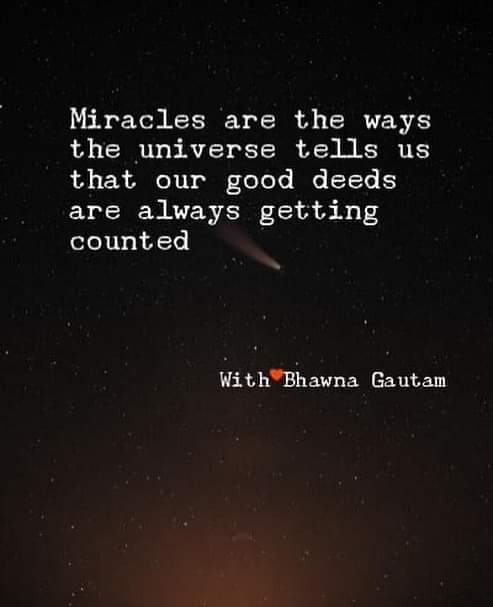 Miracles are the ways
the universe tells us
that our good deeds
are always getting
counted
With❤Bhawna Gautam